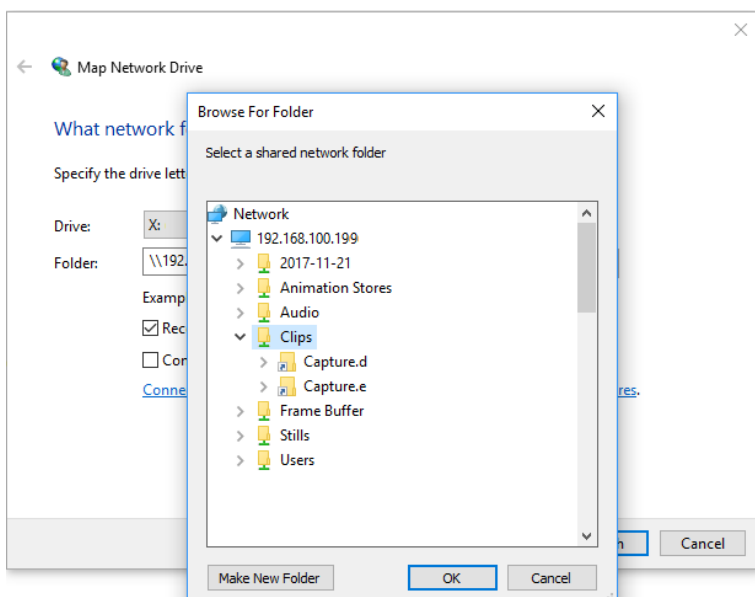 Map Network Drive
Browse For Folder
What network f
Select a shared network folder
Specify the drive lett
Network
Drive: X:
192.168.100.199
Folder: \\192.
2017-11-21
Animation Stores
Examp
Audio
Rec
Clips
Con
Capture.d
Conne
Capture.e
res.
Frame Buffer
Stills
Users
h
Cancel
Make New Folder
OK
Cancel